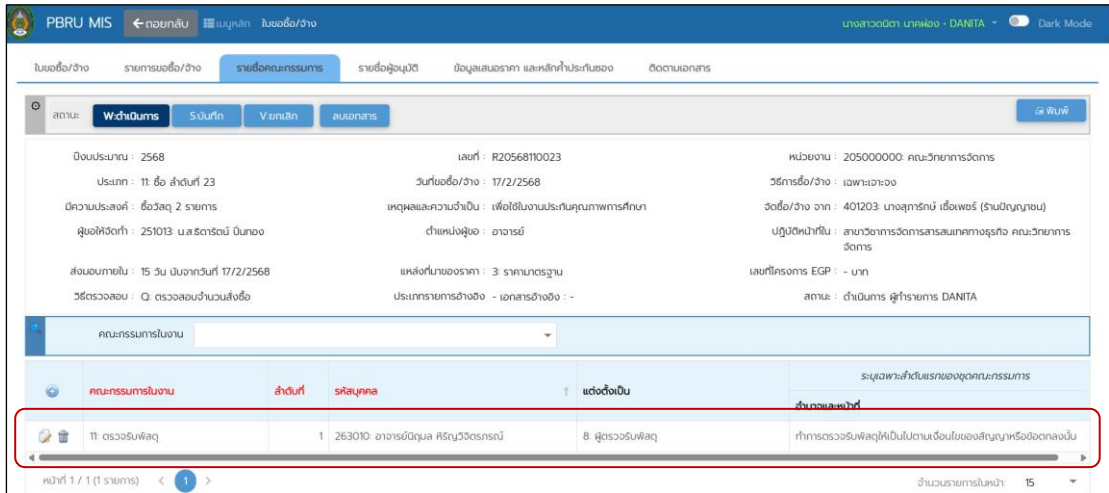 PBRU MIS ←ถอยกลับ เมนูหลัก ใบขอซื้อ/จ้าง นางสาวดนิตา นาคผ่อง - DANITA Dark Mode
ใบขอซื้อ/จ้าง รายการขอซื้อ/จ้าง รายชื่อคณะกรรมการ รายชื่อผู้อนุมัติ ข้อมูลเสนอราคา และหลักค้ำประกันซอง ติดตามเอกสาร
สถานะ W:ดำเนินการ S:บันทึก V:ยกเลิก ลบเอกสาร พิมพ์
ปีงบประมาณ : 2568 เลขที่ : R20568110023 หน่วยงาน : 205000000: คณะวิทยาการจัดการ
ประเภท : 11: ซื้อ ลำดับที่ 23 วันที่ขอซื้อ/จ้าง : 17/2/2568 วิธีการซื้อ/จ้าง : เฉพาะเจาะจง
มีความประสงค์ : ซื้อวัสดุ 2 รายการ เหตุผลและความจำเป็น : เพื่อใช้ในงานประกันคุณภาพการศึกษา จัดซื้อ/จ้าง จาก : 401203: นางสุภารักษ์ เชื้อเพชร์ (ร้านปัญญาชน)
ผู้ขอให้จัดทำ : 251013: น.ส.ธิดารัตน์ ปิ่นทอง ตำแหน่งผู้ขอ : อาจารย์ ปฏิบัติหน้าที่ใน : สาขาวิชาการจัดการสารสนเทศทางธุรกิจ คณะวิทยาการ
จัดการ
ส่งมอบภายใน : 15 วัน นับจากวันที่ 17/2/2568 แหล่งที่มาของราคา : 3: ราคามาตรฐาน เลขที่โครงการ EGP : - บาท
วิธีตรวจสอบ : Q: ตรวจสอบจำนวนสั่งซื้อ ประเภทรายการอ้างอิง - เอกสารอ้างอิง : - สถานะ : ดำเนินการ ผู้ทำรายการ DANITA
คณะกรรมการในงาน
ระบุเฉพาะลำดับแรกของชุดคณะกรรมการ
คณะกรรมการในงาน ลำดับที่ รหัสบุคคล ↑ แต่งตั้งเป็น
อำนาจและหน้าที่
11: ตรวจรับพัสดุ 1 263010: อาจารย์นิฤมล หิรัญวิจิตรภรณ์ 8: ผู้ตรวจรับพัสดุ ทำการตรวจรับพัสดุให้เป็นไปตามเงื่อนไขของสัญญาหรือข้อตกลงนั้น
หน้าที่ 1 / 1 (1 รายการ) < 1 > จำนวนรายการในหน้า: 15